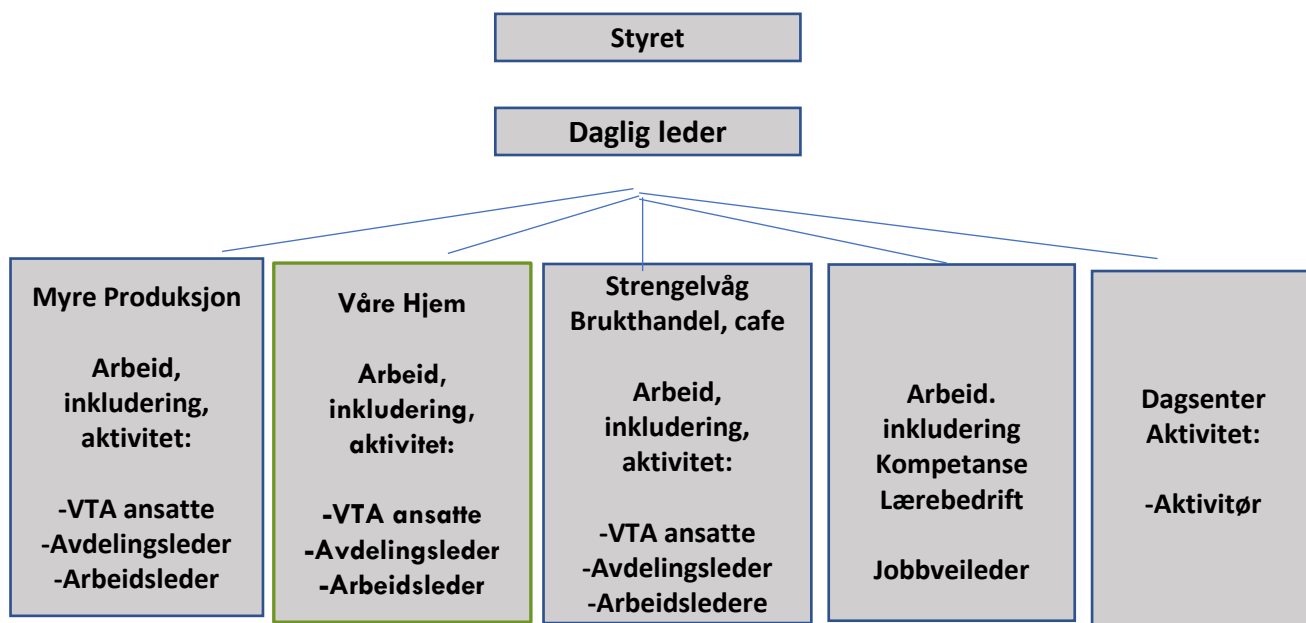 Styret
Daglig leder
Myre Produksjon
Arbeid,
inkludering,
aktivitet:
-VTA ansatte
-Avdelingsleder
-Arbeidsleder
Våre Hjem
Arbeid,
inkludering,
aktivitet:
-VTA ansatte
-Avdelingsleder
-Arbeidsleder
Strengelvåg
Brukthandel, cafe
Arbeid,
inkludering,
aktivitet:
-VTA ansatte
-Avdelingsleder
-Arbeidsledere
Arbeid.
inkludering
Kompetanse
Lærebedrift
Jobbveileder
Dagsenter
Aktivitet:
-Aktivitør